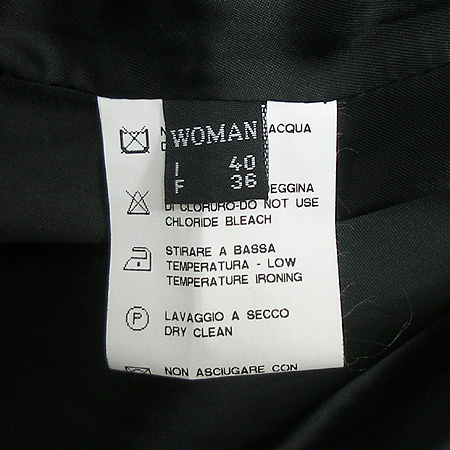 WOMAN
I 40
F 36
ACQUA
DI CLORURO-DO NOT USE
CHLORIDE BLEACH
STIRARE A BASSA
TEMPERATURA - LOW
TEMPERATURE IRONING
P
LAVAGGIO A SECCO
DRY CLEAN
NON ASCIUGARE CON